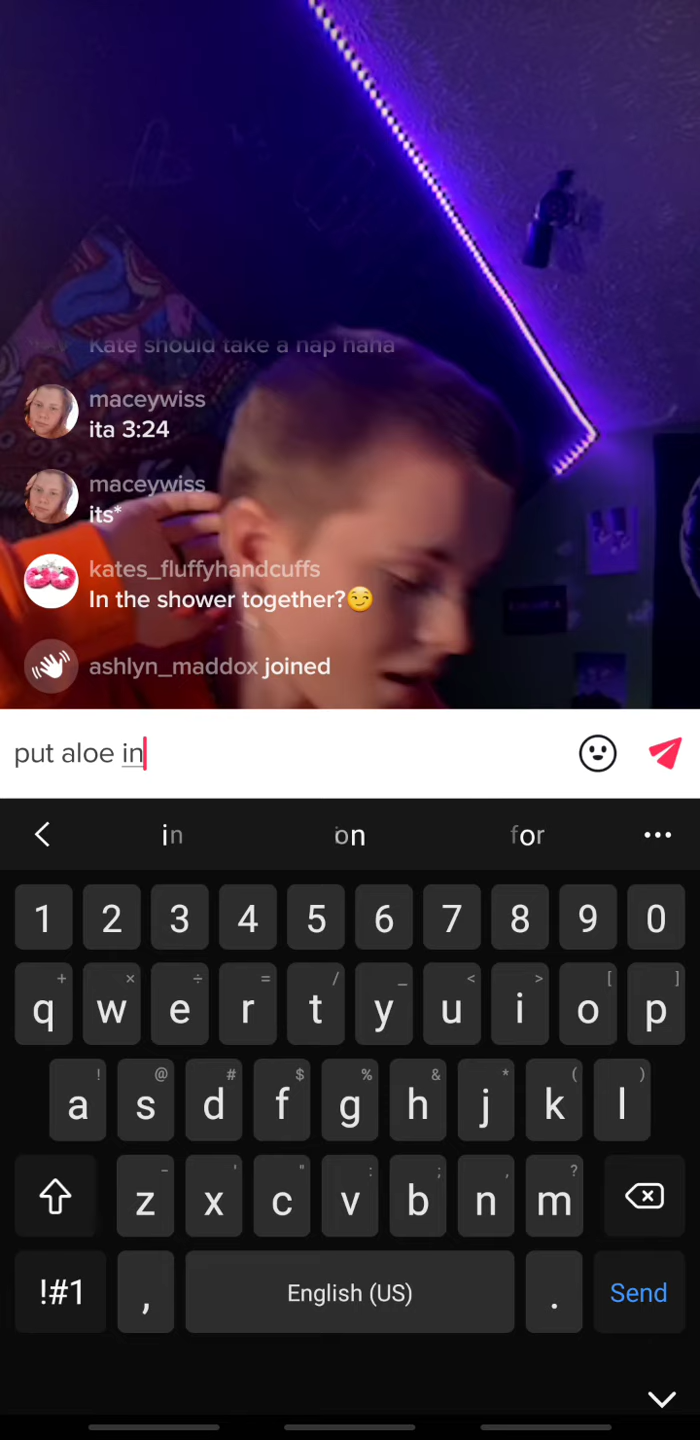 Kate should take a nap haha
maceywiss
ita 3:24
maceywiss
its*
kates_fluffyhandcuffs
In the shower together?😏
ashlyn_maddox joined
put aloe in
in on for
1 2 3 4 5 6 7 8 9 0
+ × ÷ = / _ < > [ ]
q w e r t y u i o p
! @ # $ % & * ( )
a s d f g h j k l
- ' " : ; , ?
z x c v b n m
!#1 , English (US) . Send